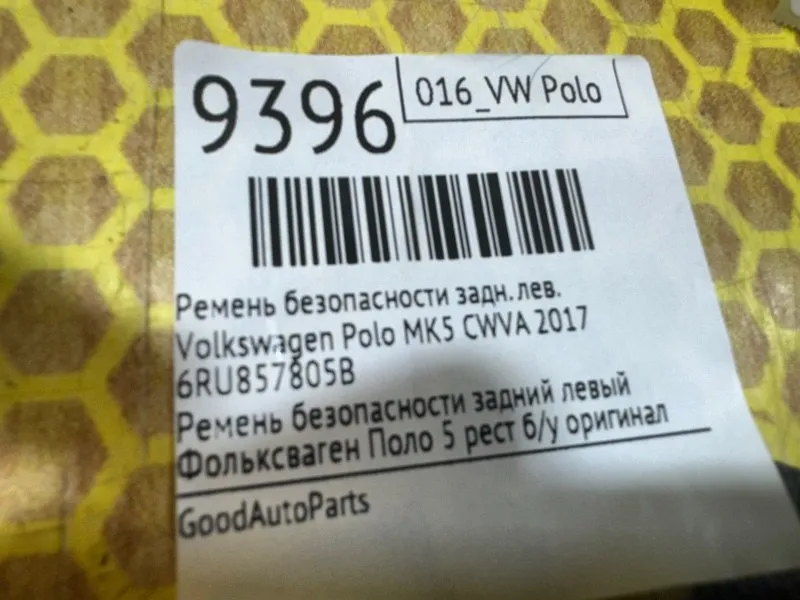 9396
016_VW Polo
Ремень безопасности задн. лев.
Volkswagen Polo MK5 CWVA 2017
6RU857805B
Ремень безопасности задний левый
Фольксваген Поло 5 рест б/у оригинал
GoodAutoParts